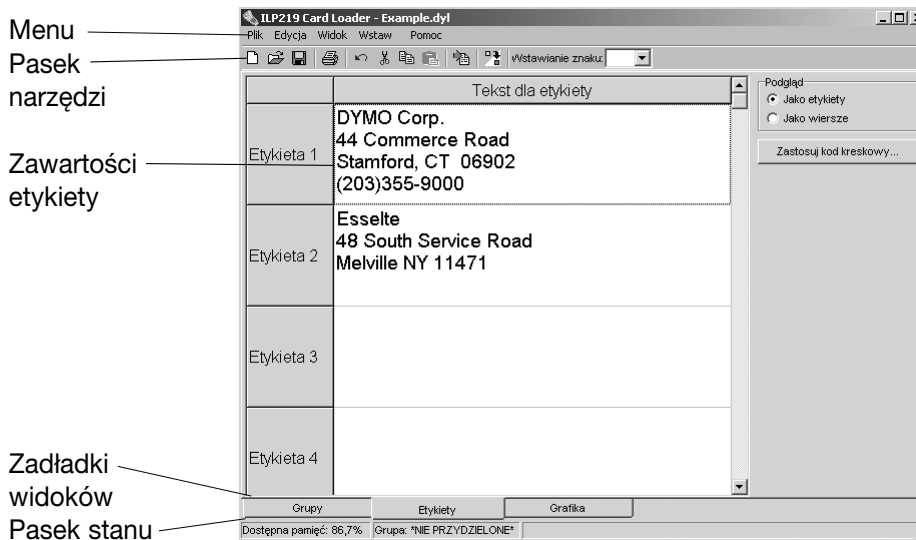 Menu
Pasek
narzędzi
Zawartości
etykiety
Zadładki
widoków
Pasek stanu
ILP219 Card Loader - Example.dyl
Plik Edycja Widok Wstaw Pomoc
Wstawianie znaku:
Tekst dla etykiety
Etykieta 1
DYMO Corp.
44 Commerce Road
Stamford, CT 06902
(203)355-9000
Etykieta 2
Esselte
48 South Service Road
Melville NY 11471
Etykieta 3
Etykieta 4
Podgląd
Jako etykiety
Jako wiersze
Zastosuj kod kreskowy...
Grupy Etykiety Grafika
Dostępna pamięć: 86,7% Grupa: *NIE PRZYDZIELONE*